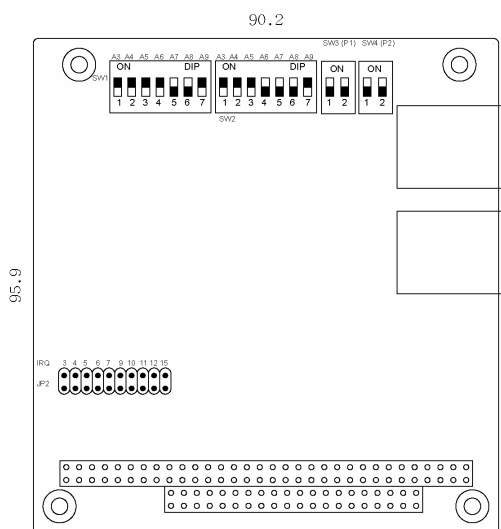 90.2
SW3 (P1) SW4 (P2)
A3 A4 A5 A6 A7 A8 A9 A3 A4 A5 A6 A7 A8 A9
SW1 ON DIP ON DIP ON ON
1 2 3 4 5 6 7 1 2 3 4 5 6 7 1 2 1 2
SW2
95.9
IRQ 3 4 5 6 7 9 10 11 12 15
JP2